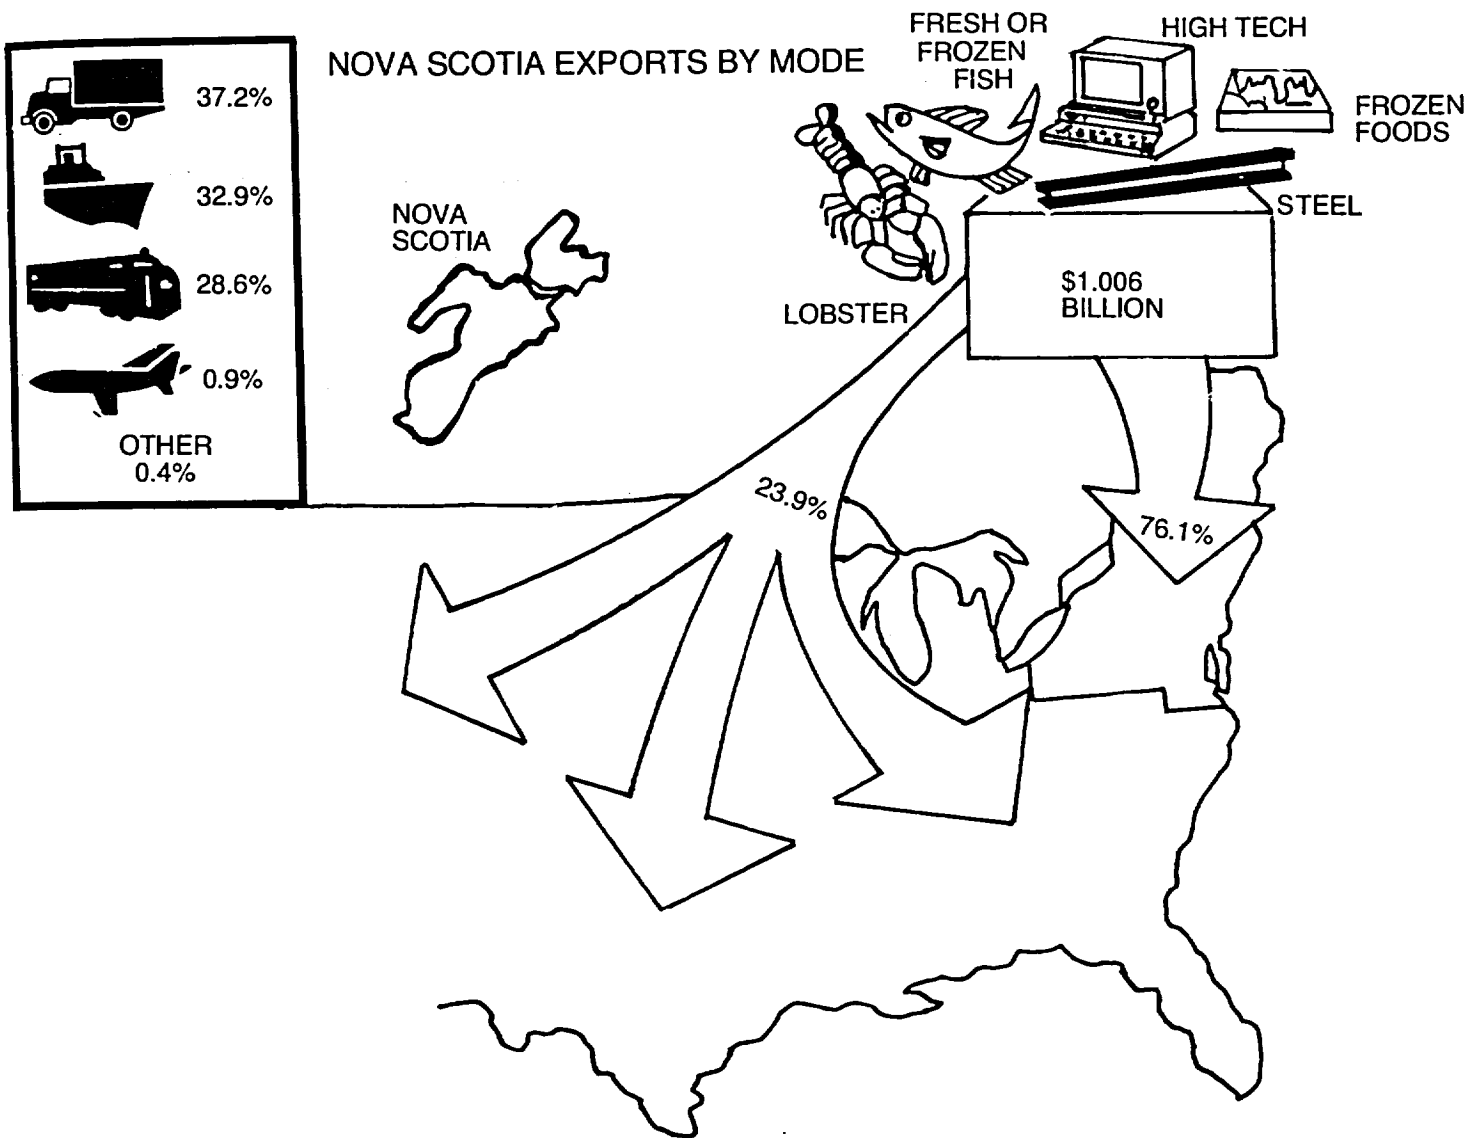 NOVA SCOTIA EXPORTS BY MODE
37.2%
32.9%
28.6%
0.9%
OTHER
0.4%
NOVA
SCOTIA
FRESH OR
FROZEN
FISH
HIGH TECH
FROZEN
FOODS
STEEL
LOBSTER
$1.006
BILLION
23.9%
76.1%